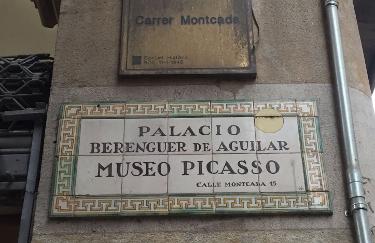 Carrer Montcada
PALACIO
BERENGUER DE AGUILAR
MUSEO PICASSO
CALLE MONTCADA 15